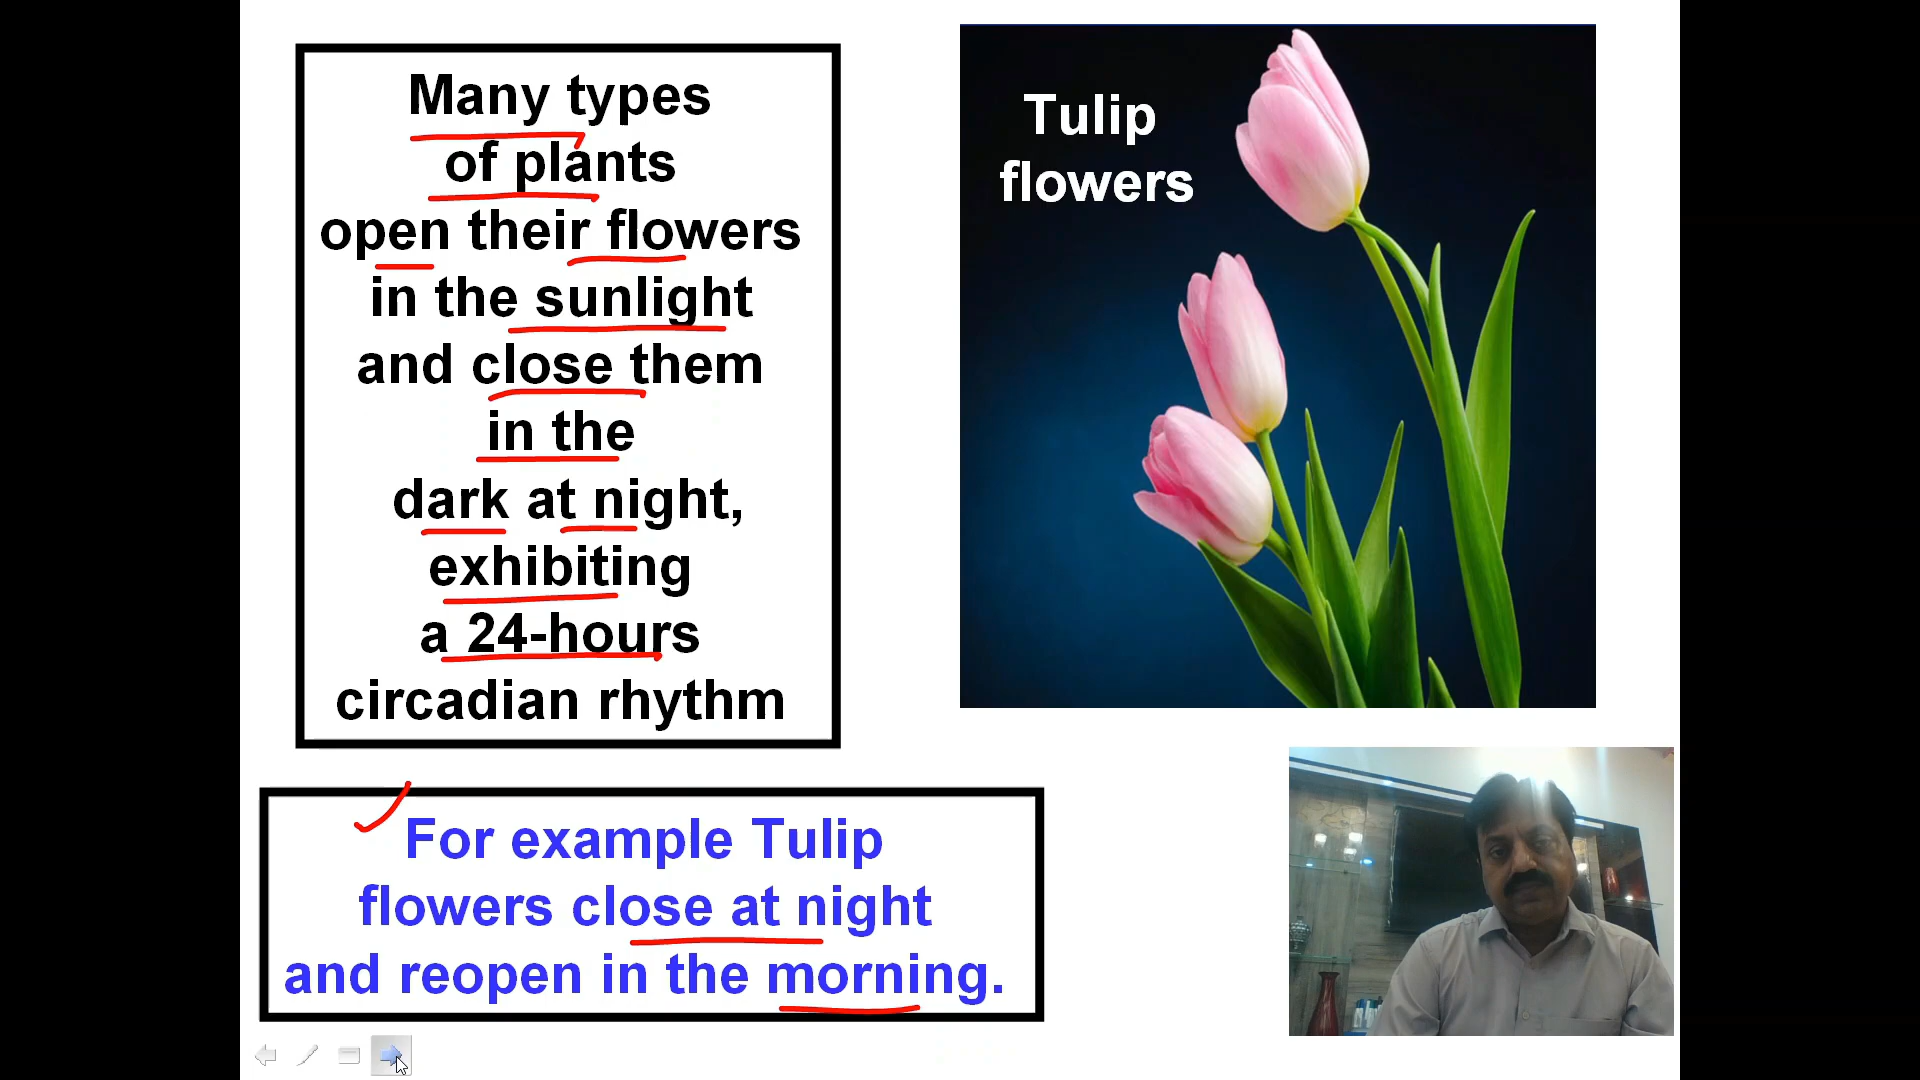 Many types
of plants
open their flowers
in the sunlight
and close them
in the
dark at night,
exhibiting
a 24-hours
circadian rhythm
Tulip
flowers
For example Tulip
flowers close at night
and reopen in the morning.